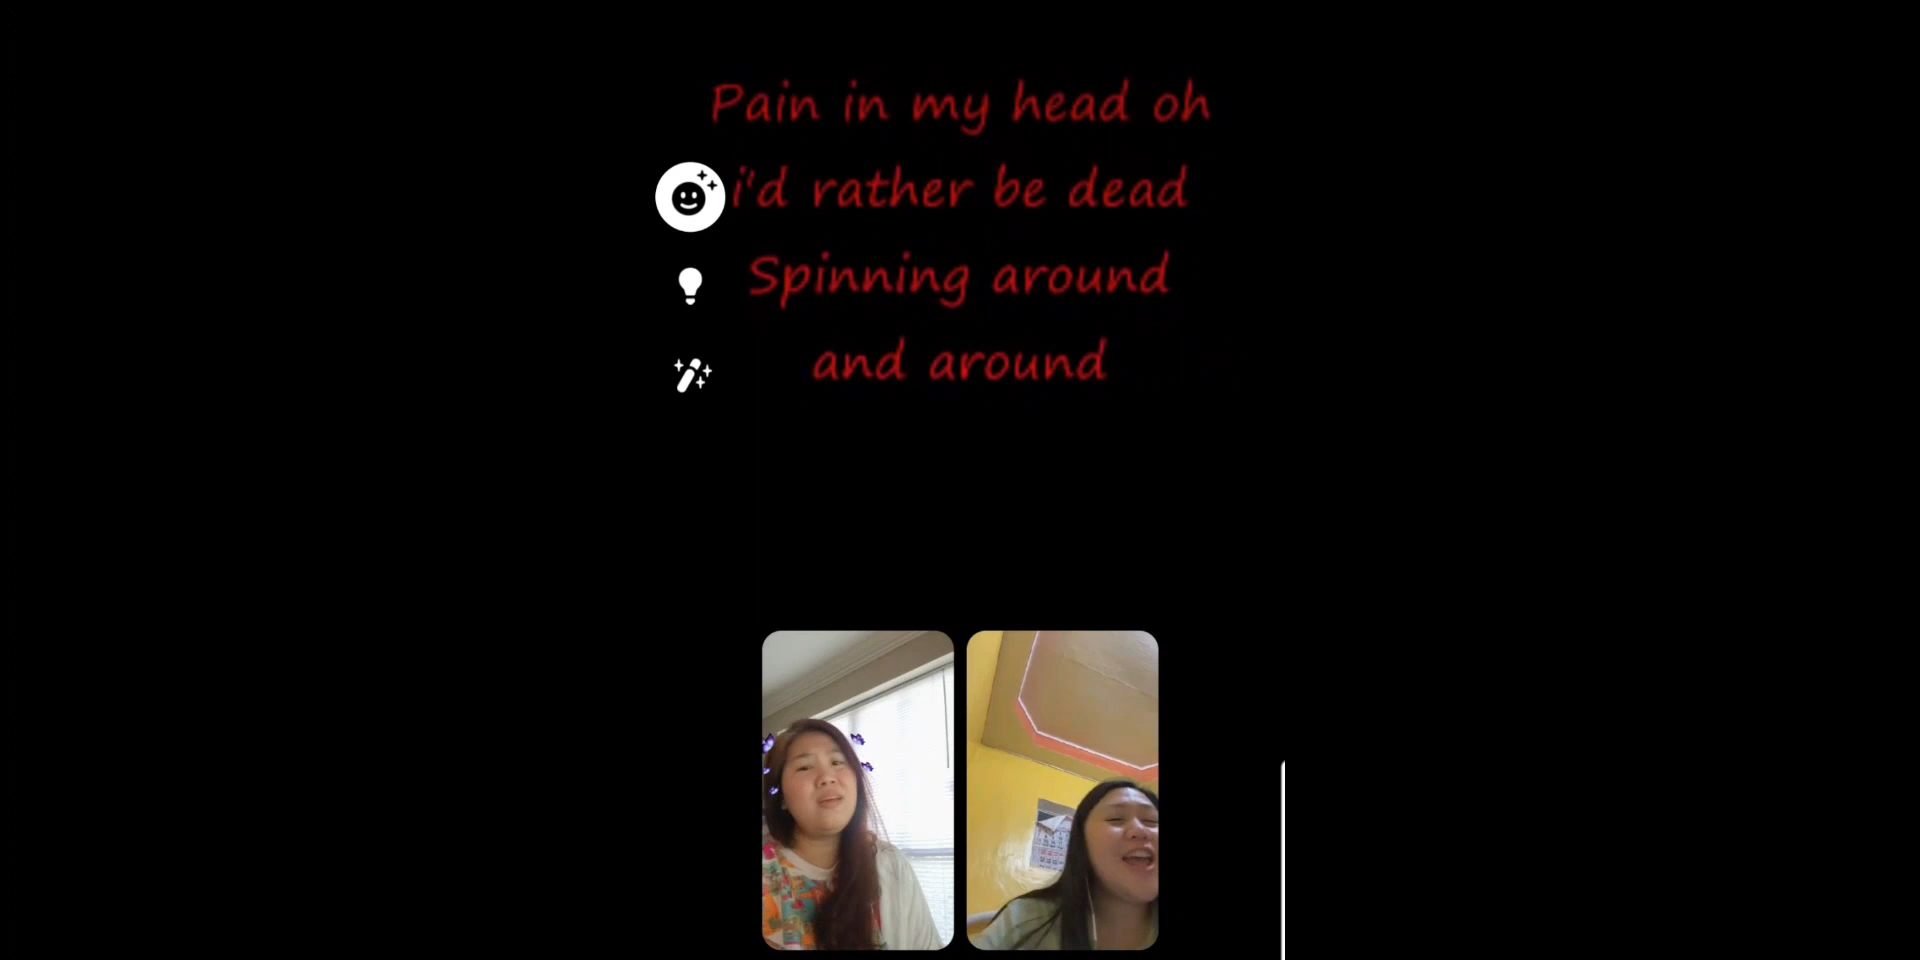 Pain in my head oh
i'd rather be dead
Spinning around
and around